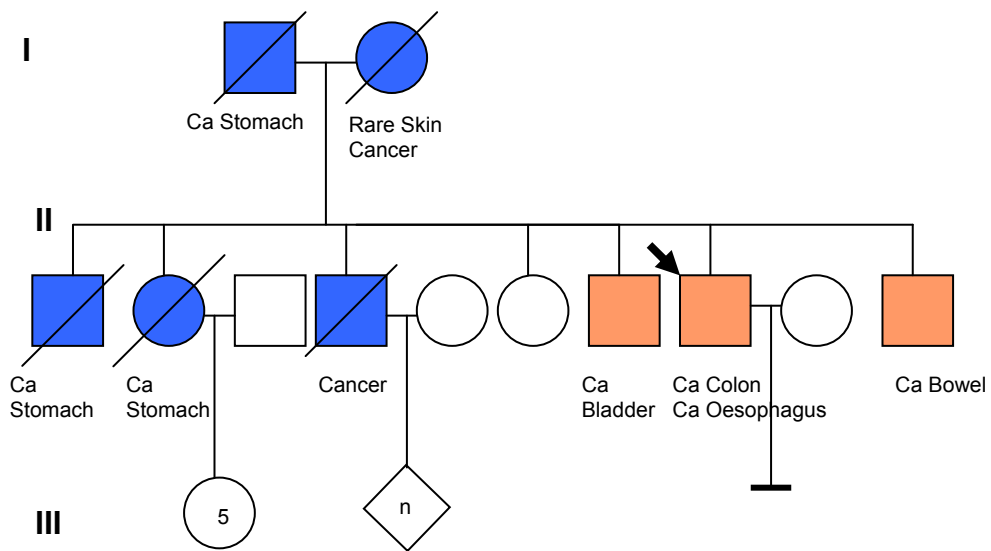 I
Ca Stomach
Rare Skin
Cancer
II
Ca
Stomach
Ca
Stomach
Cancer
Ca
Bladder
Ca Colon
Ca Oesophagus
Ca Bowel
III
5
n